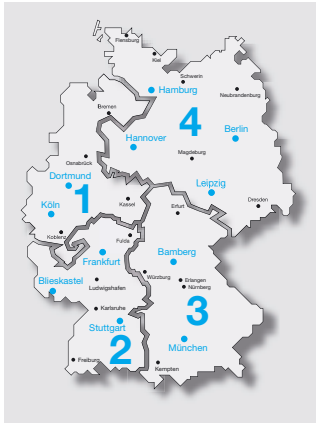 Flensburg
Kiel
Schwerin
Hamburg
Neubrandenburg
Bremen
4
Berlin
Hannover
Magdeburg
Osnabrück
Dortmund
Leipzig
1
Kassel
Dresden
Köln
Erfurt
Koblenz
Fulda
Bamberg
Frankfurt
Würzburg
Blieskastel
Erlangen
Ludwigshafen
Nürnberg
Karlsruhe
3
Stuttgart
München
2
Freiburg
Kempten